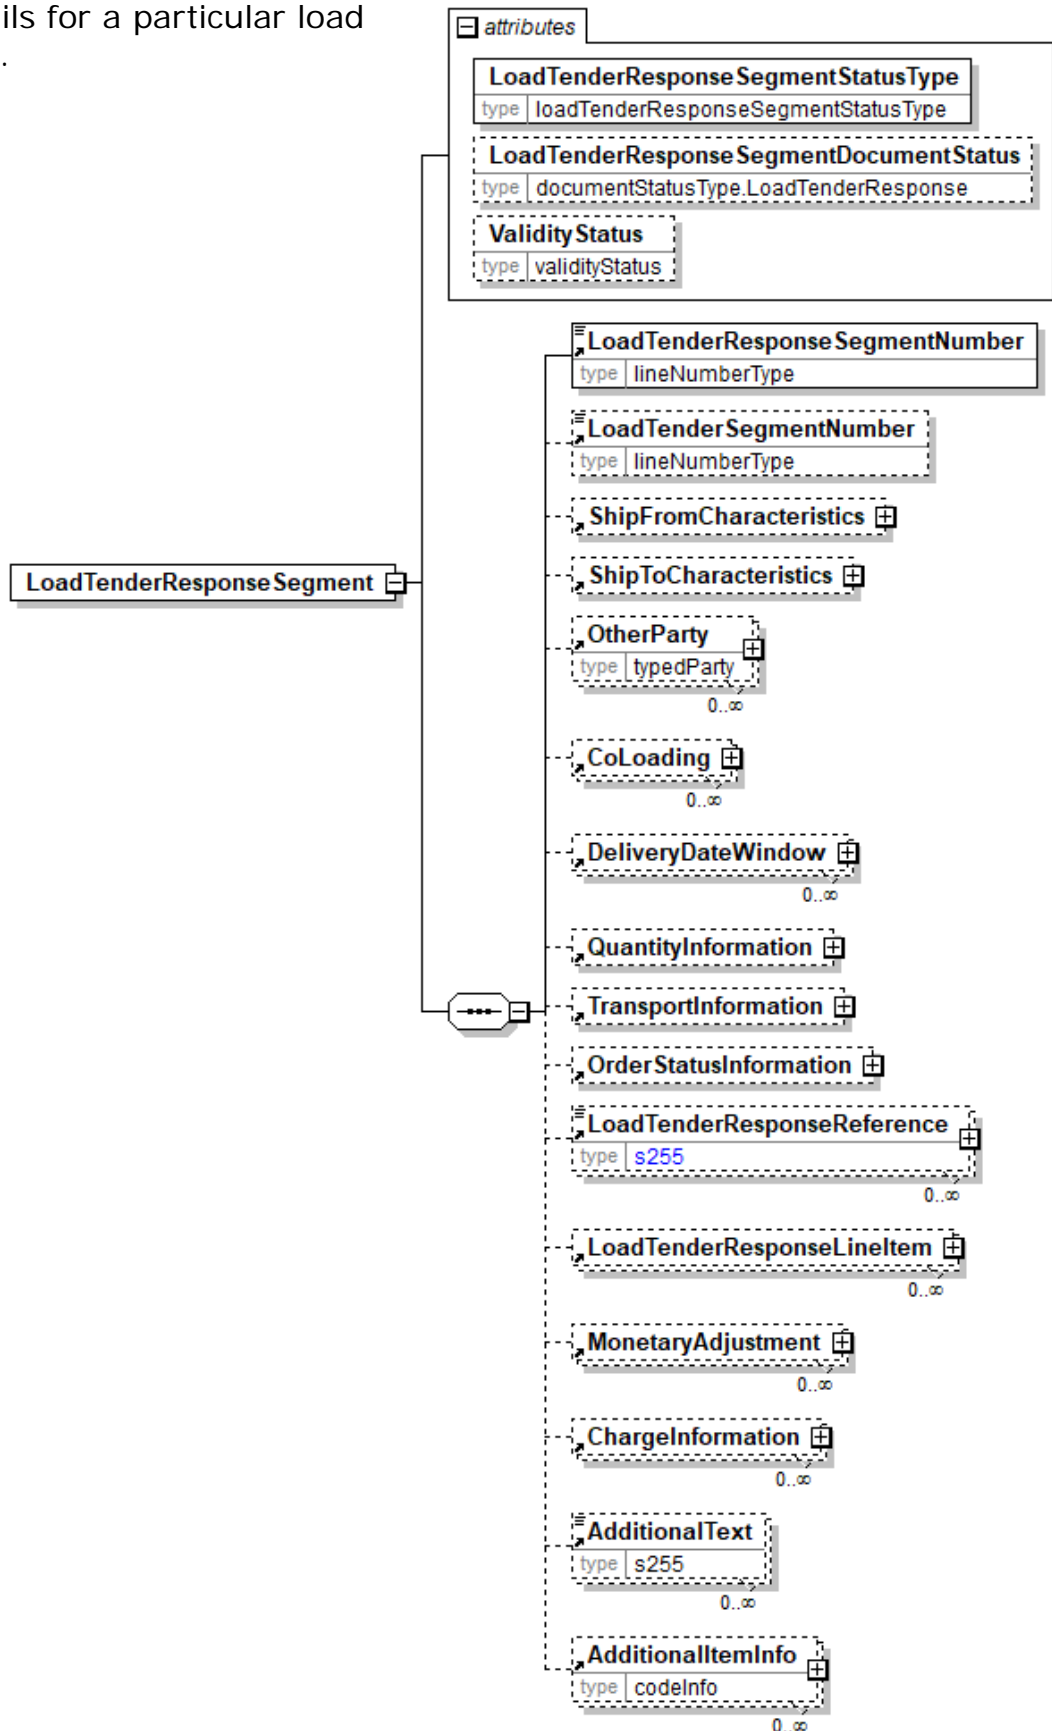 ils for a particular load
.
attributes
LoadTenderResponseSegmentStatusType
type loadTenderResponseSegmentStatusType
LoadTenderResponseSegmentDocumentStatus
type documentStatusType.LoadTenderResponse
ValidityStatus
type validityStatus
LoadTenderResponseSegmentNumber
type lineNumberType
LoadTenderSegmentNumber
type lineNumberType
ShipFromCharacteristics
LoadTenderResponseSegment
ShipToCharacteristics
OtherParty
type typedParty
0..∞
CoLoading
0..∞
DeliveryDateWindow
0..∞
QuantityInformation
TransportInformation
OrderStatusInformation
LoadTenderResponseReference
type s255
0..∞
LoadTenderResponseLineItem
0..∞
MonetaryAdjustment
0..∞
ChargeInformation
0..∞
AdditionalText
type s255
0..∞
AdditionalItemInfo
type codeInfo
0..∞